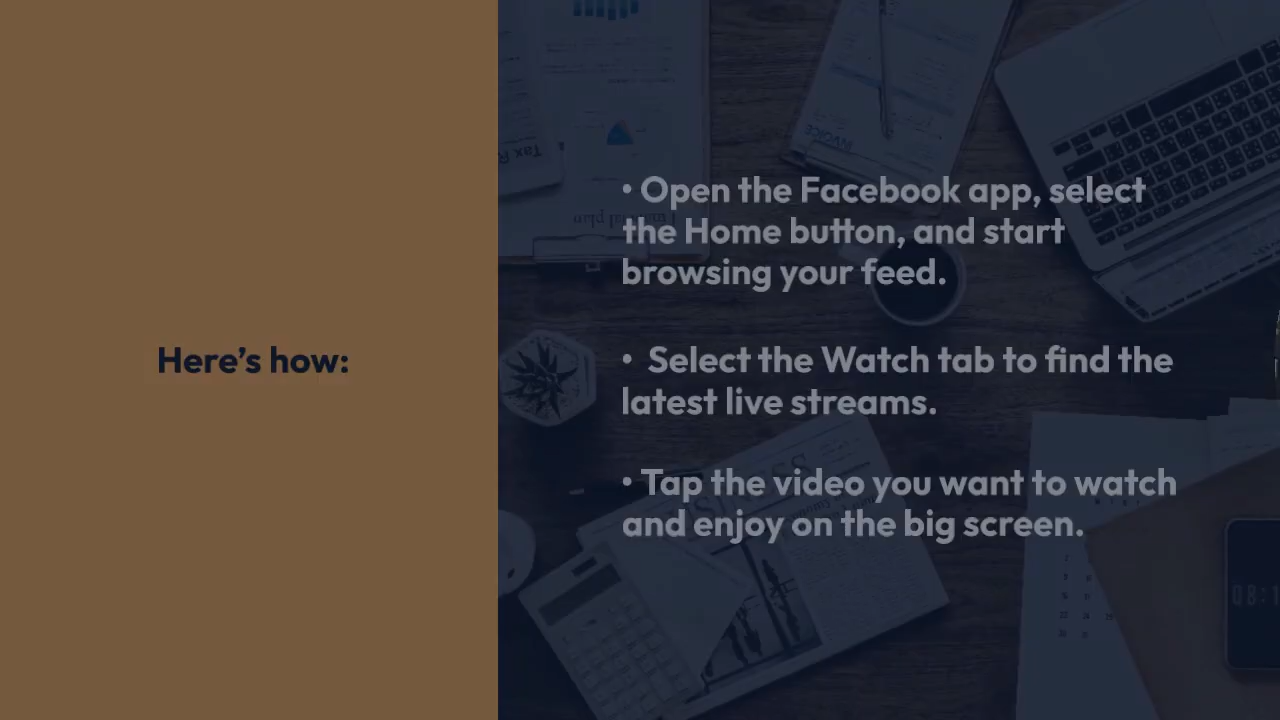 Here’s how:
• Open the Facebook app, select
the Home button, and start
browsing your feed.
• Select the Watch tab to find the
latest live streams.
• Tap the video you want to watch
and enjoy on the big screen.
INVOICE
08: